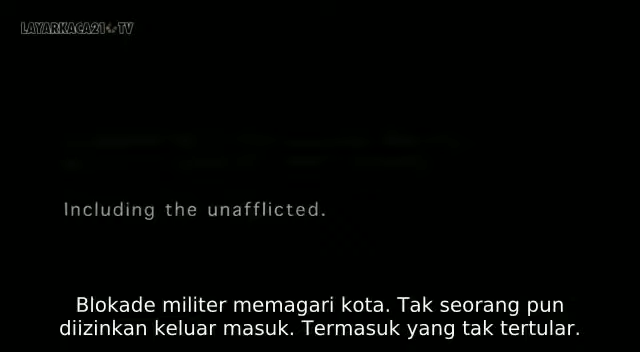 LAYARKACA21 TV
Including the unafflicted.
Blokade militer memagari kota. Tak seorang pun
diizinkan keluar masuk. Termasuk yang tak tertular.